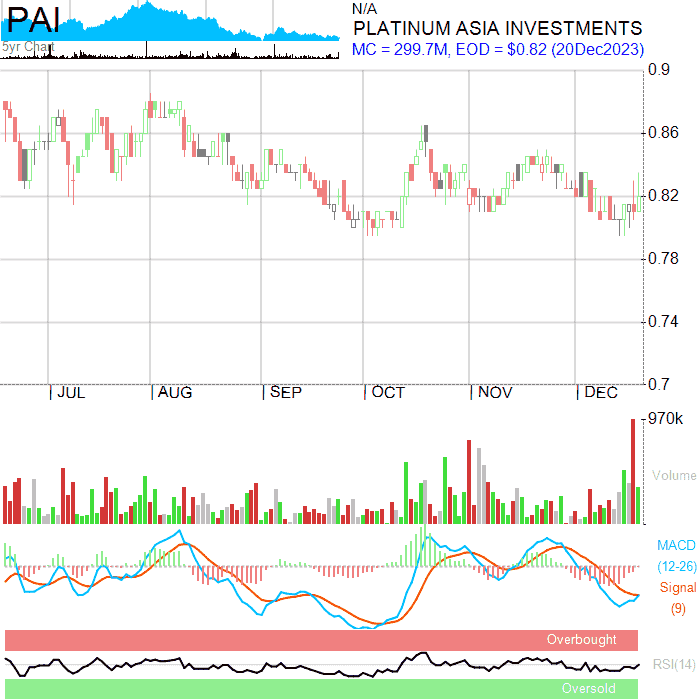 PAI
5yr Chart
N/A
PLATINUM ASIA INVESTMENTS
MC = 299.7M, EOD = $0.82 (20Dec2023)
0.9
0.86
0.82
0.78
0.74
0.7
JUL AUG SEP OCT NOV DEC
970k
Volume
MACD
(12-26)
Signal
(9)
Overbought
RSI(14)
Oversold